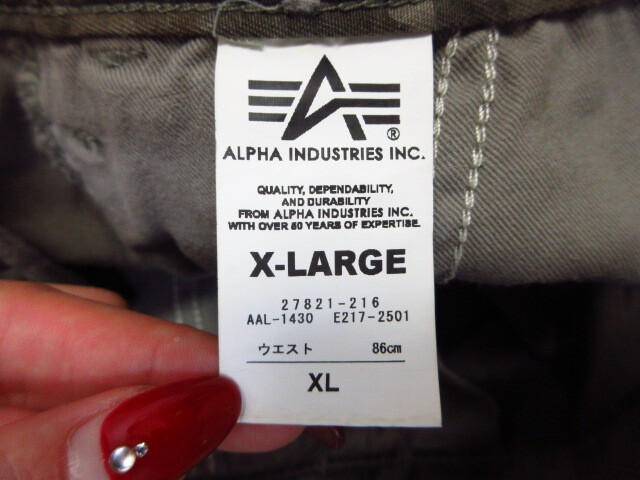 ®
ALPHA INDUSTRIES INC.
QUALITY, DEPENDABILITY,
AND DURABILITY
FROM ALPHA INDUSTRIES INC.
WITH OVER 50 YEARS OF EXPERTISE.
X-LARGE
27821-216
AAL-1430 E217-2501
ウエスト 86cm
XL